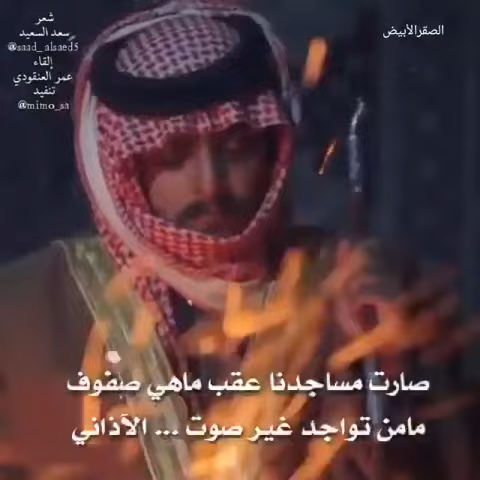 شعر
سعد السعيد
@saad_alsaed5
إلقاء
عمر العنقودي
تنفيد
@mimo_sa
الصقرالأبيض
صارت مساجدنا عقب ماهي صفوف
مامن تواجد غير صوت ... الآذاني